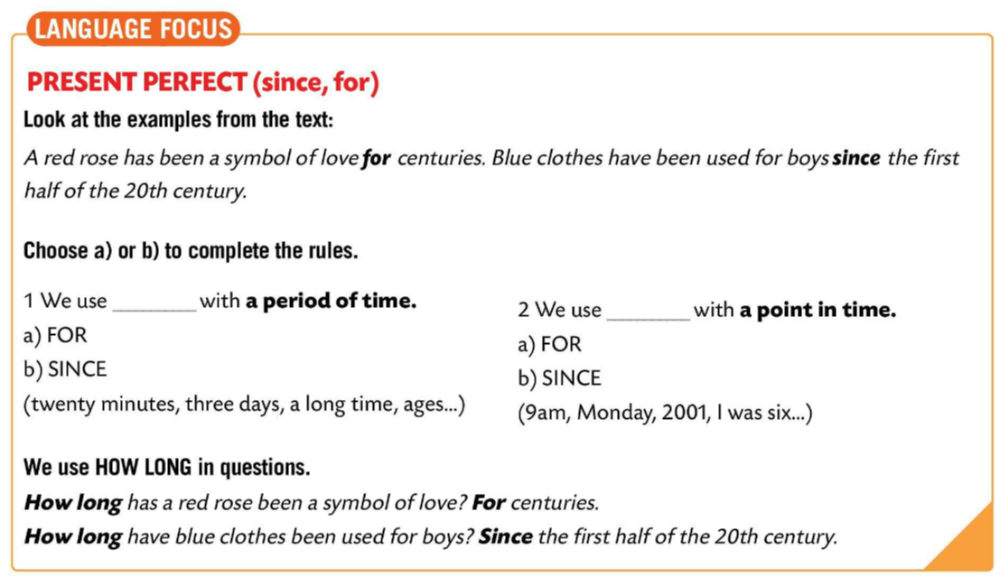 LANGUAGE FOCUS
PRESENT PERFECT (since, for)
Look at the examples from the text:
A red rose has been a symbol of love for centuries. Blue clothes have been used for boys since the first
half of the 20th century.
Choose a) or b) to complete the rules.
1 We use _________ with a period of time.
a) FOR
b) SINCE
(twenty minutes, three days, a long time, ages...)
2 We use _________ with a point in time.
a) FOR
b) SINCE
(9am, Monday, 2001, I was six...)
We use HOW LONG in questions.
How long has a red rose been a symbol of love? For centuries.
How long have blue clothes been used for boys? Since the first half of the 20th century.